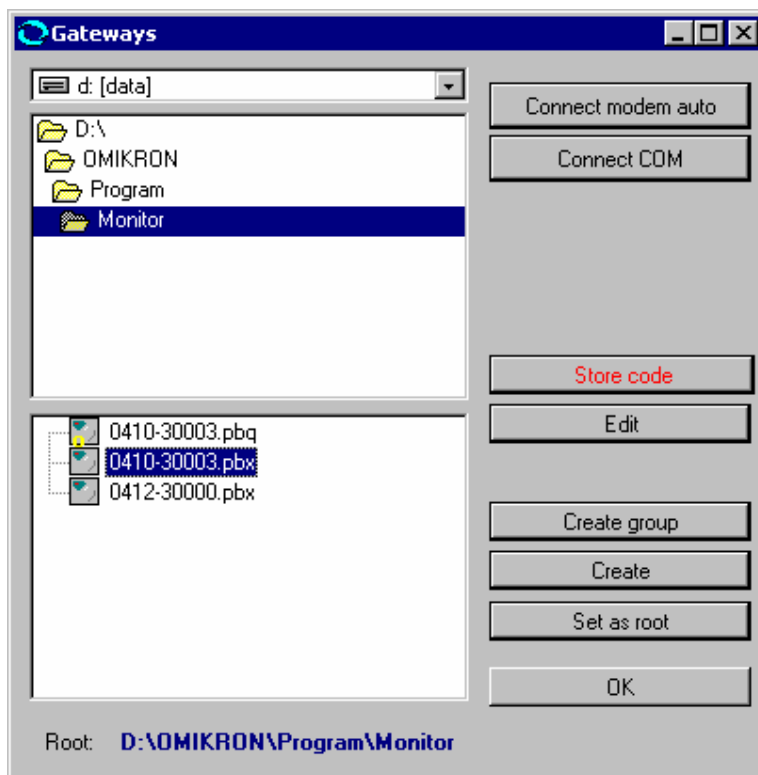 Gateways
d: [data]
D:\
OMIKRON
Program
Monitor
Connect modem auto
Connect COM
Store code
Edit
0410-30003.pbq
0410-30003.pbx
0412-30000.pbx
Create group
Create
Set as root
OK
Root: D:\OMIKRON\Program\Monitor